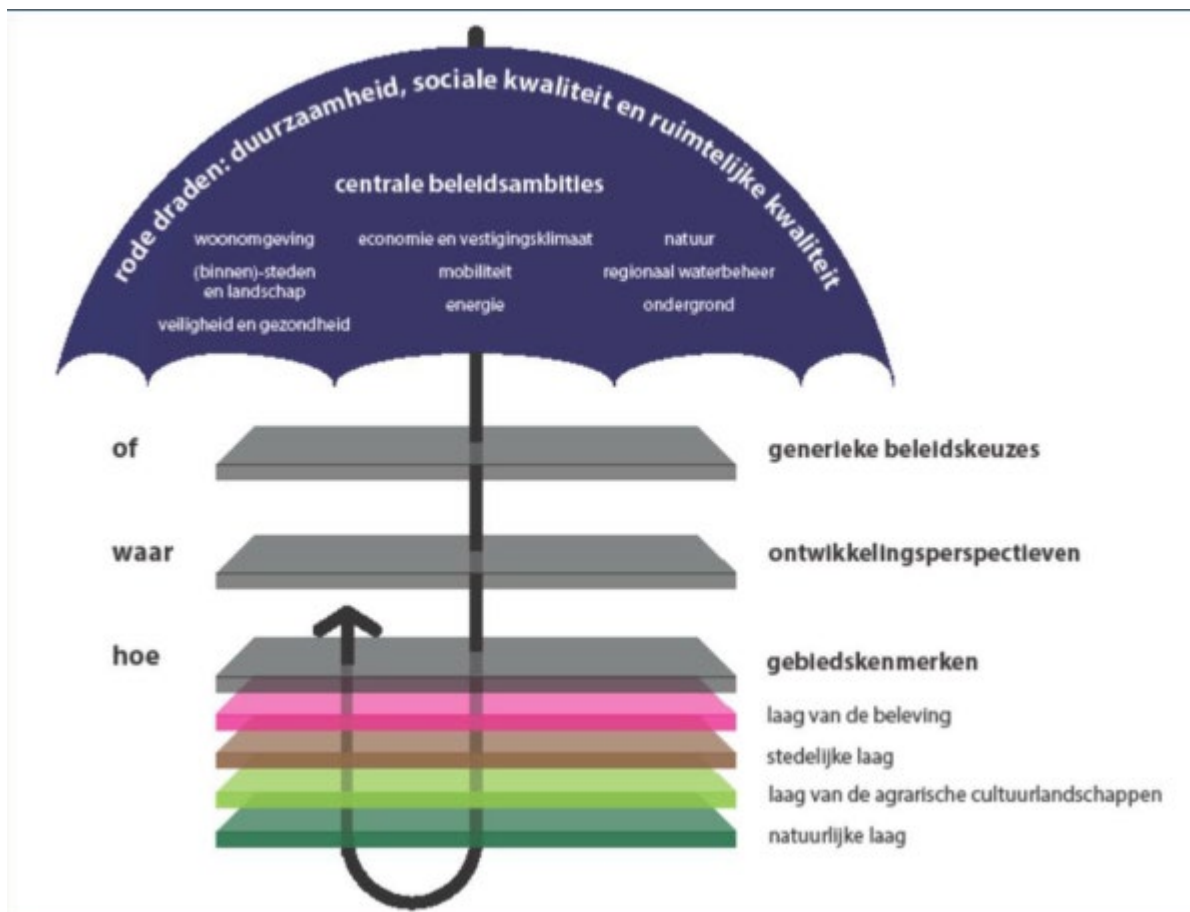 rode draden: duurzaamheid, sociale kwaliteit en ruimtelijke kwaliteit
centrale beleidsambities
woonomgeving
(binnen)-steden
en landschap
veiligheid en gezondheid
economie en vestigingsklimaat
mobiliteit
energie
natuur
regionaal waterbeheer
ondergrond
of
generieke beleidskeuzes
waar
ontwikkelingsperspectieven
hoe
gebiedskenmerken
laag van de beleving
stedelijke laag
laag van de agrarische cultuurlandschappen
natuurlijke laag